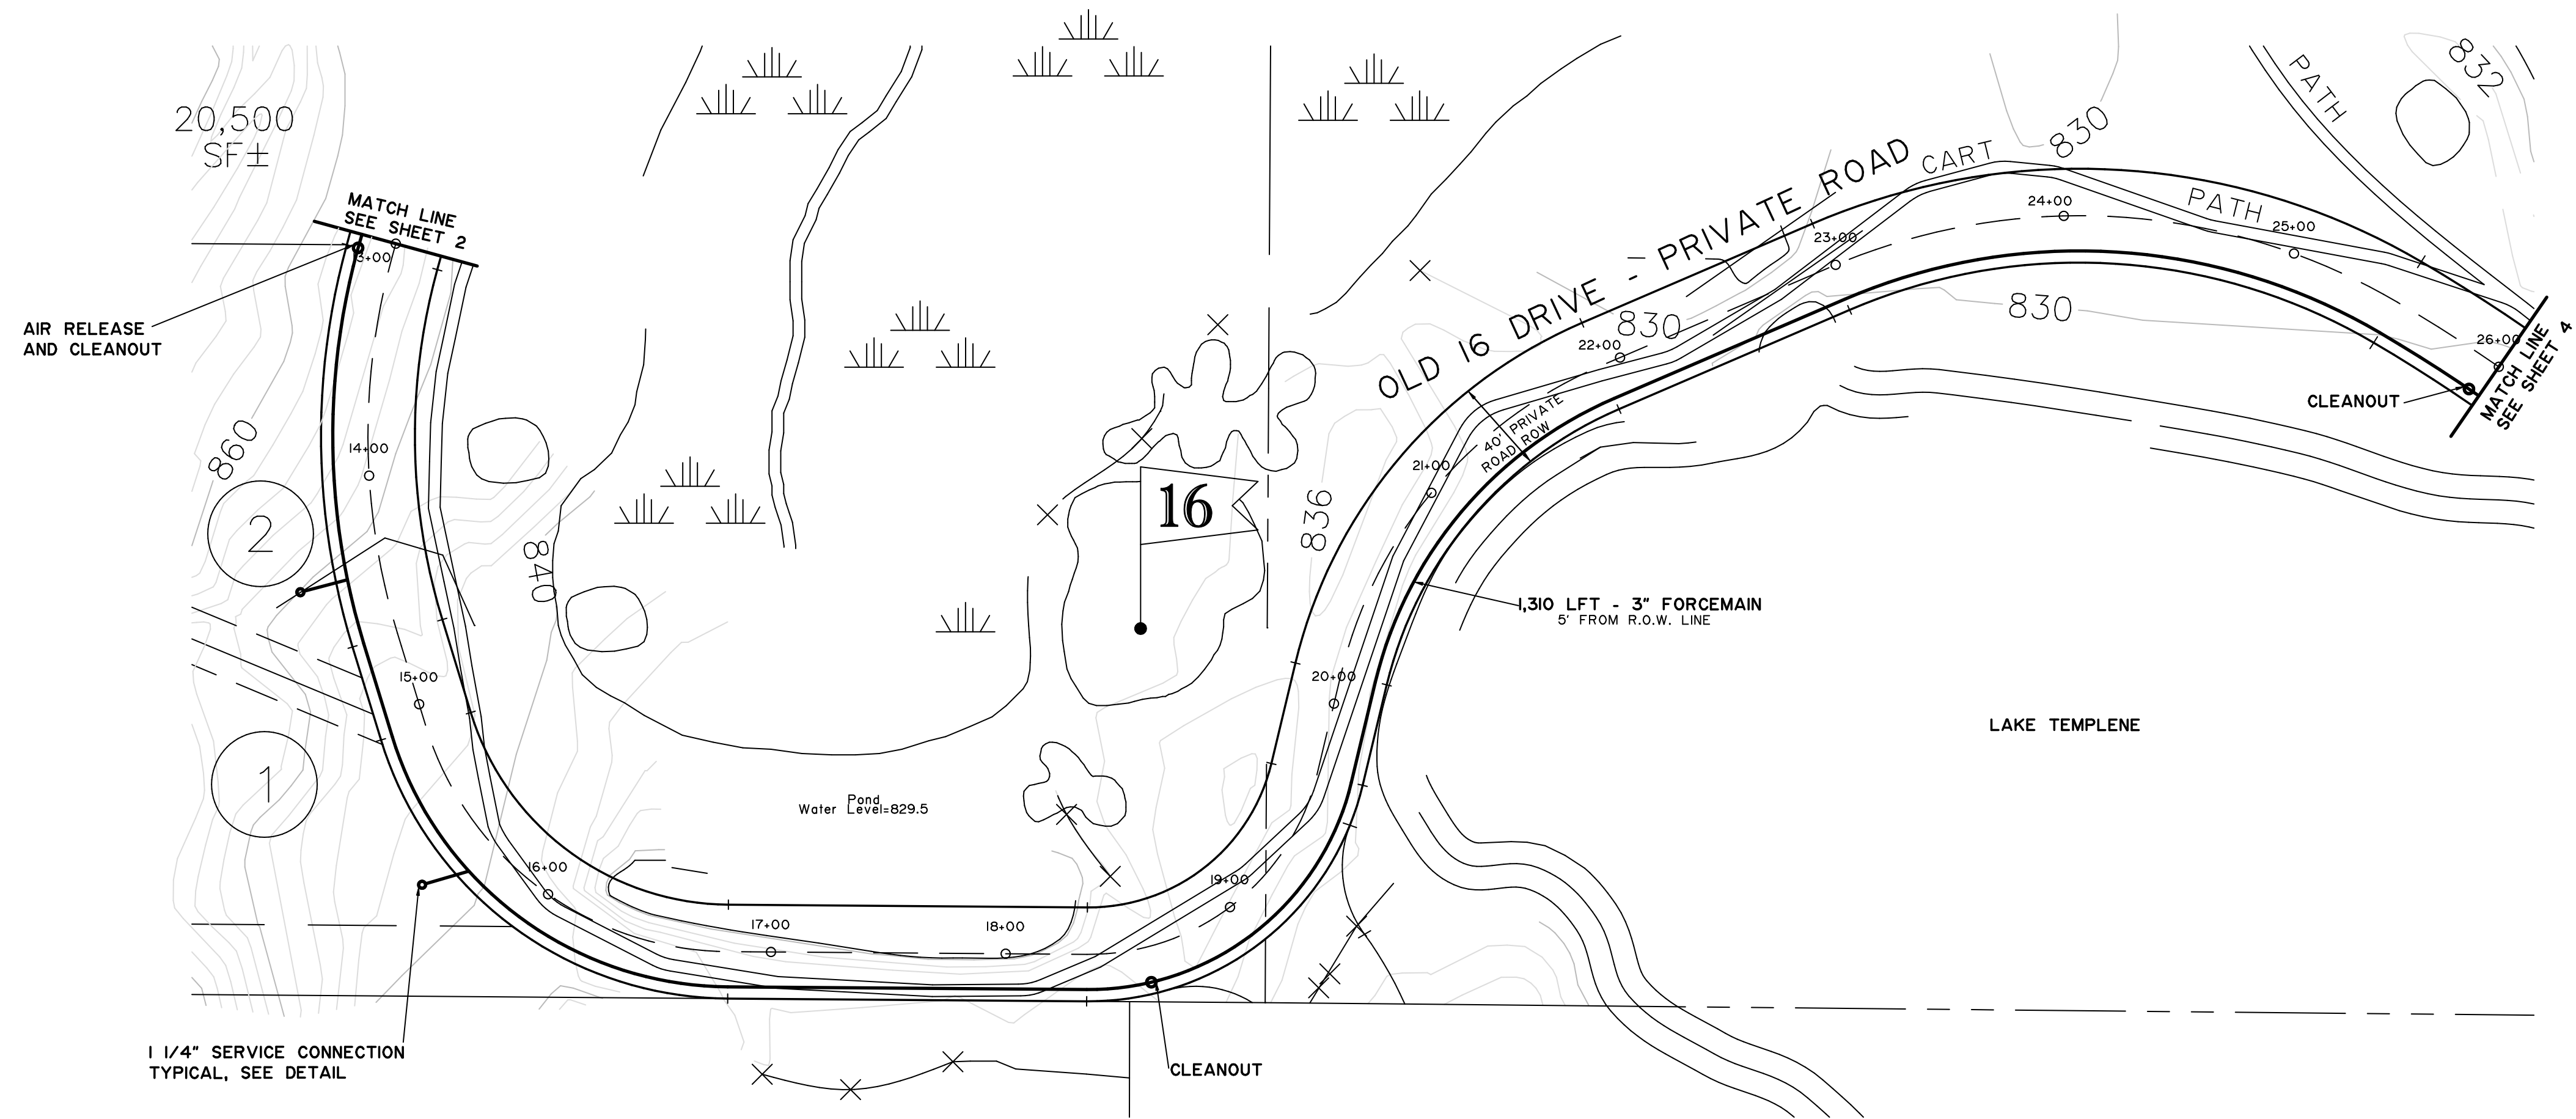 20,500
SF±
MATCH LINE
SEE SHEET 2
AIR RELEASE
AND CLEANOUT
3+00
14+00
15+00
16+00
17+00
18+00
19+00
20+00
21+00
22+00
23+00
24+00
25+00
26+00
860
2
1
840
16
836
Pond
Water Level=829.5
OLD 16 DRIVE - PRIVATE ROAD
40' PRIVATE
ROAD ROW
830
CART PATH
830
830
PATH
832
CLEANOUT
MATCH LINE
SEE SHEET 4
1,310 LFT - 3" FORCEMAIN
5' FROM R.O.W. LINE
LAKE TEMPLENE
1 1/4" SERVICE CONNECTION
TYPICAL, SEE DETAIL
CLEANOUT